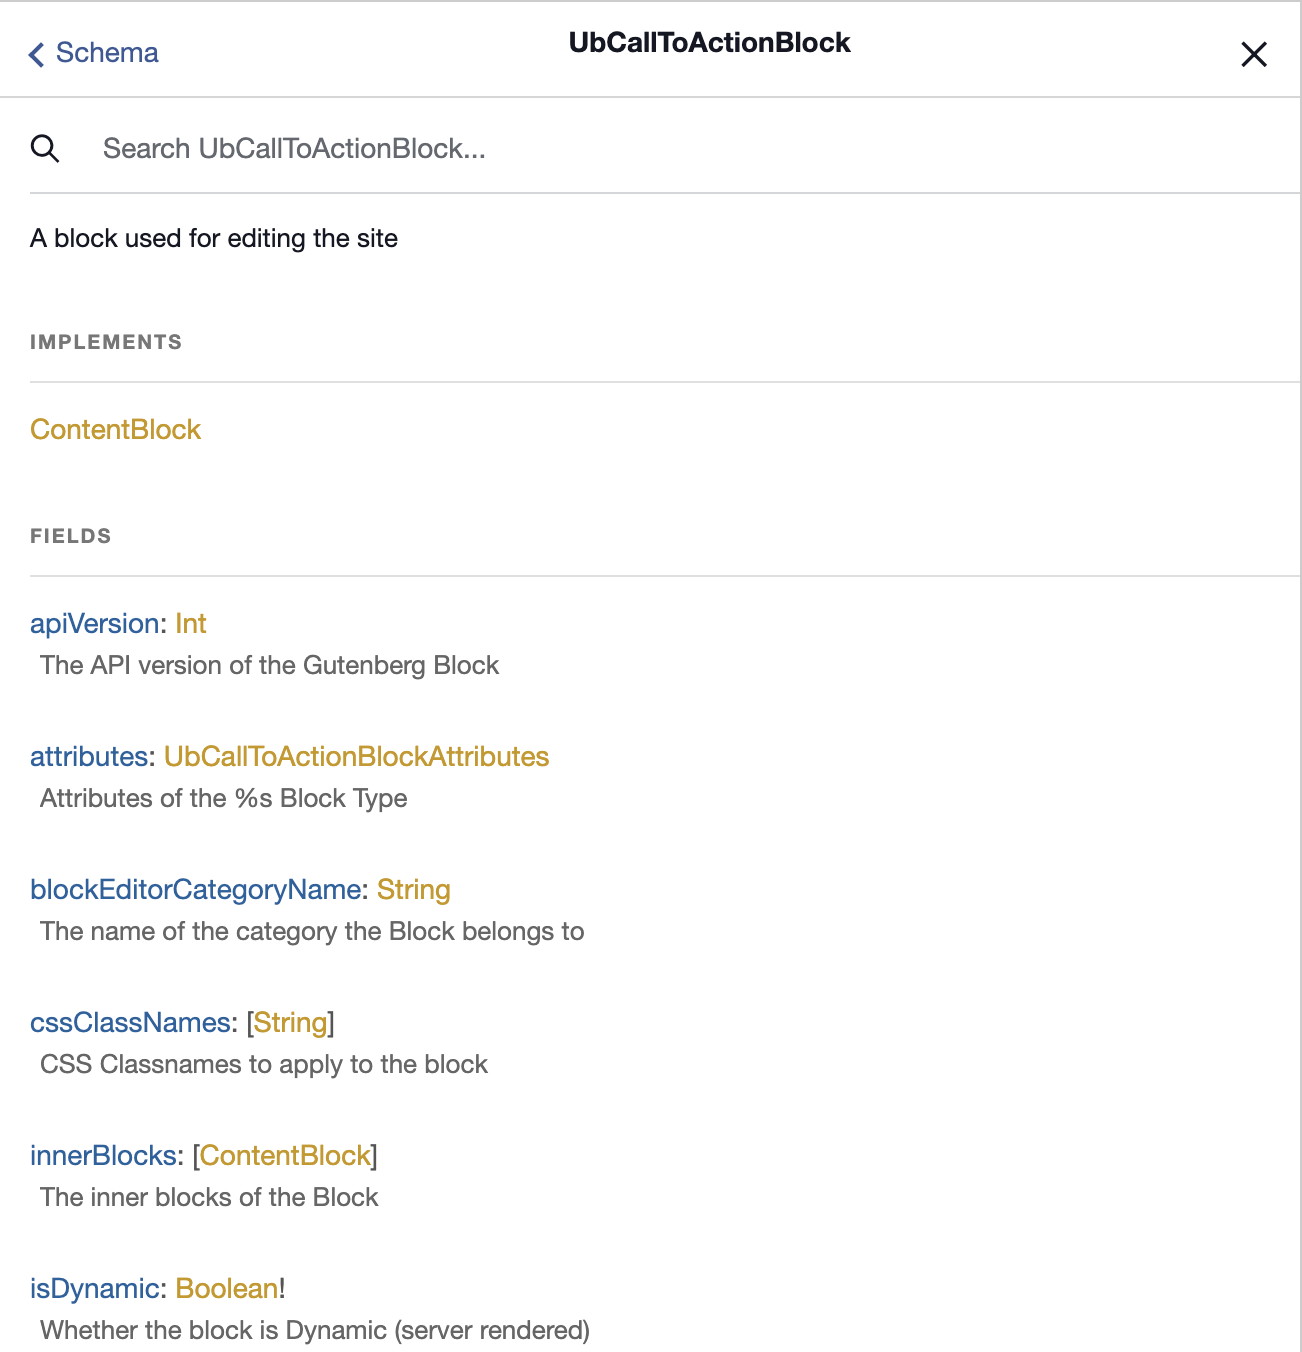 Schema
UbCallToActionBlock
Search UbCallToActionBlock...
A block used for editing the site
IMPLEMENTS
ContentBlock
FIELDS
apiVersion: Int
The API version of the Gutenberg Block
attributes: UbCallToActionBlockAttributes
Attributes of the %s Block Type
blockEditorCategoryName: String
The name of the category the Block belongs to
cssClassNames: [String]
CSS Classnames to apply to the block
innerBlocks: [ContentBlock]
The inner blocks of the Block
isDynamic: Boolean!
Whether the block is Dynamic (server rendered)